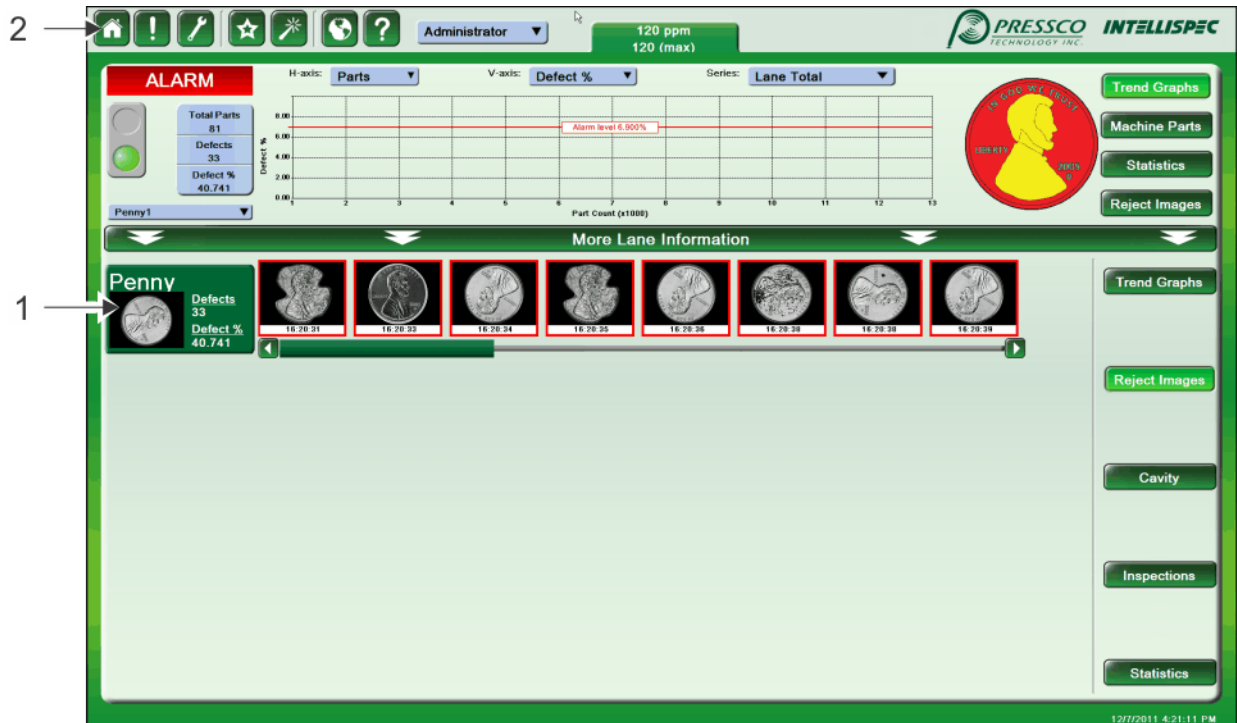 2
Administrator
120 ppm
120 (max)
PRESSCO
TECHNOLOGY INC.
INTELLISPEC
ALARM
H-axis: Parts
V-axis: Defect %
Series: Lane Total
Total Parts
81
Defects
33
Defect %
40.741
Penny1
Defect %
8.00
6.00
4.00
2.00
0.00
Alarm level 6.900%
1 2 3 4 5 6 7 8 9 10 11 12 13
Part Count (x1000)
IN GOD WE TRUST
LIBERTY
Trend Graphs
Machine Parts
Statistics
Reject Images
More Lane Information
1
Penny
Defects
33
Defect %
40.741
16:20:31 16:20:33 16:20:34 16:20:35 16:20:36 16:20:38 16:20:38 16:20:39
Trend Graphs
Reject Images
Cavity
Inspections
Statistics
12/7/2011 4:21:11 PM